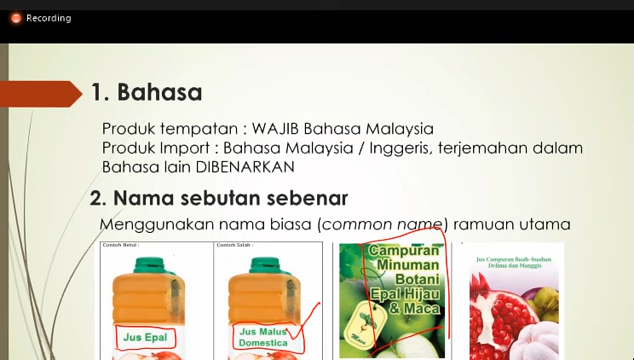 Recording
1. Bahasa
Produk tempatan : WAJIB Bahasa Malaysia
Produk Import : Bahasa Malaysia / Inggeris, terjemahan dalam
Bahasa lain DIBENARKAN
2. Nama sebutan sebenar
Menggunakan nama biasa (common name) ramuan utama
Contoh Betul :
Contoh Salah :
Jus Epal
Jus Malus
Domestica
Campuran
Minuman
Botani
Epal Hijau
& Maca
Maca
Jus Campuran Buah-buahan
Delima dan Manggis